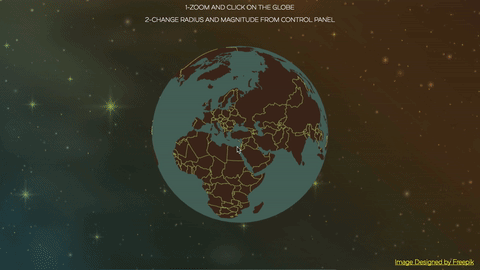 1-ZOOM AND CLICK ON THE GLOBE
2-CHANGE RADIUS AND MAGNITUDE FROM CONTROL PANEL
Image Designed by Freepik